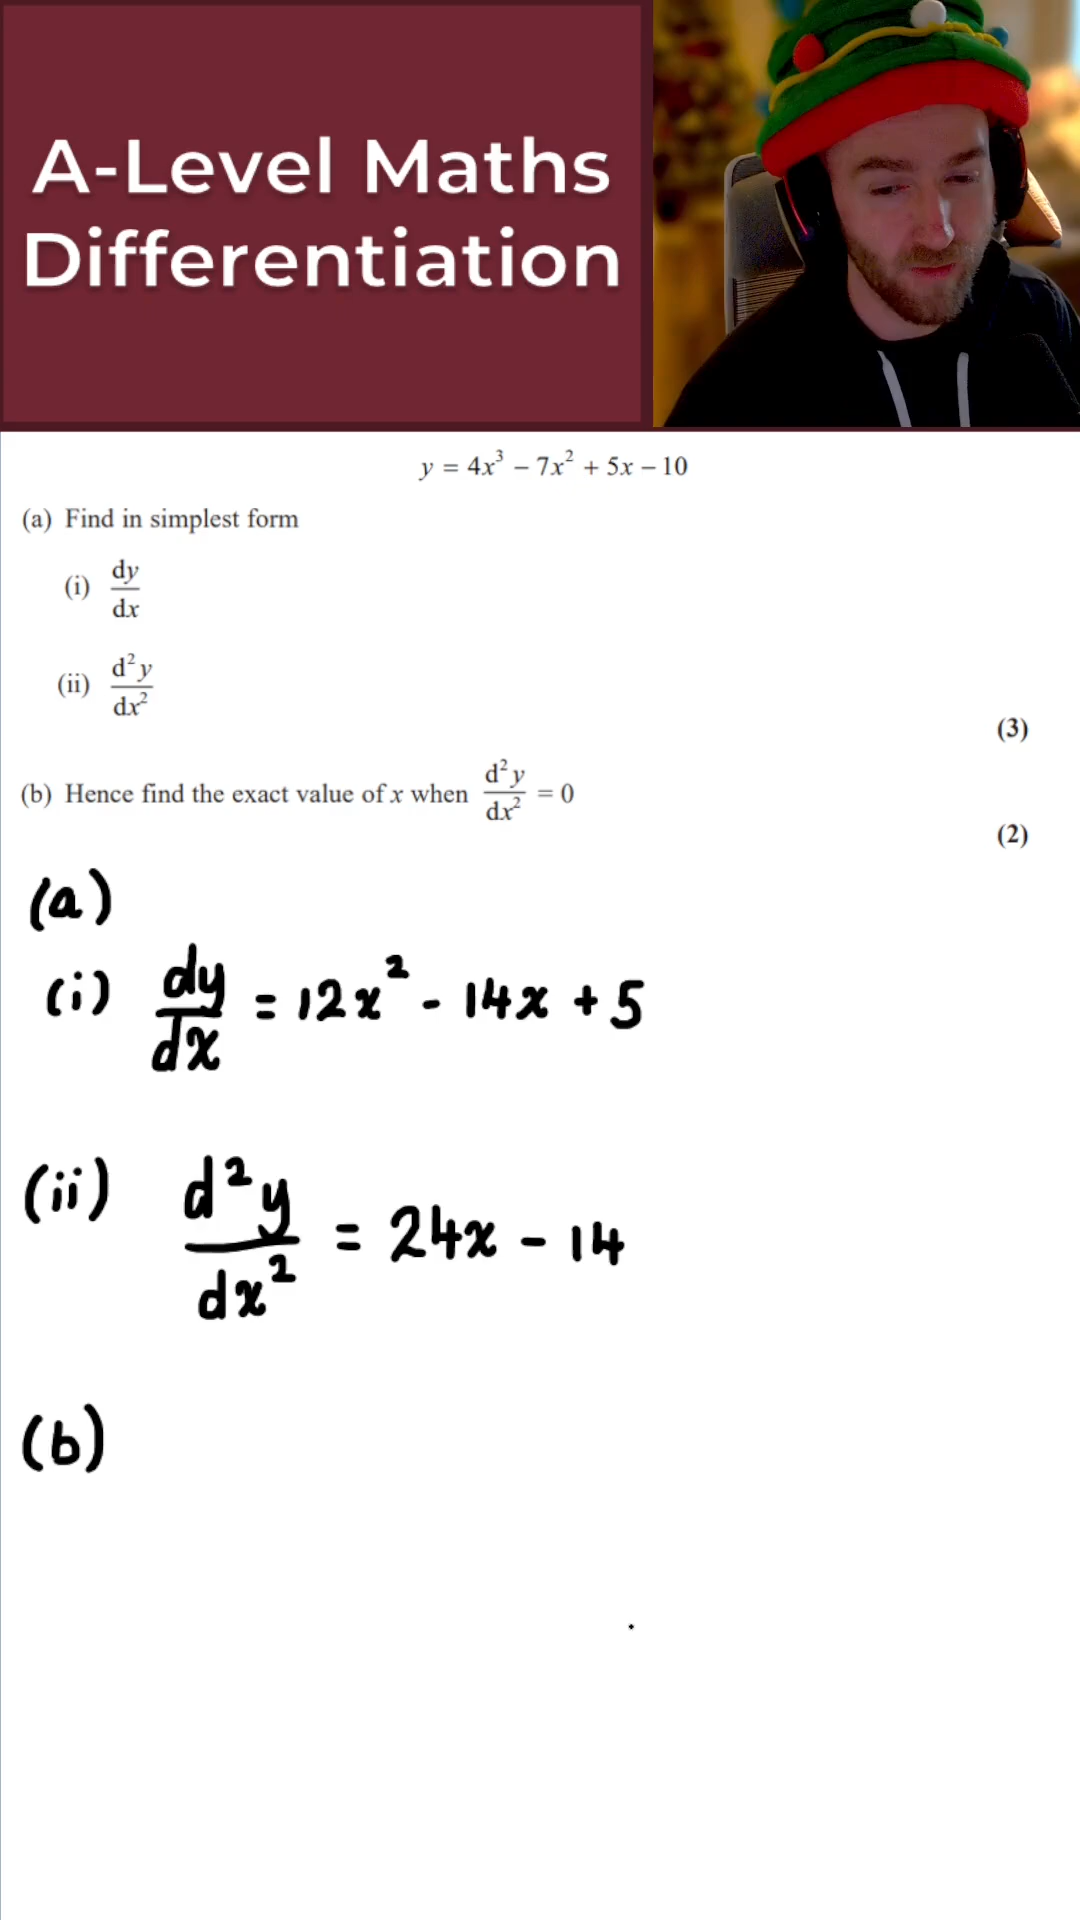 A-Level Maths
Differentiation
y = 4x³ – 7x² + 5x – 10
(a) Find in simplest form
(i) dy/dx
(ii) d²y/dx²
(3)
(b) Hence find the exact value of x when d²y/dx² = 0
(2)
(a)
(i) dy/dx = 12x² - 14x + 5
(ii) d²y/dx² = 24x - 14
(b)